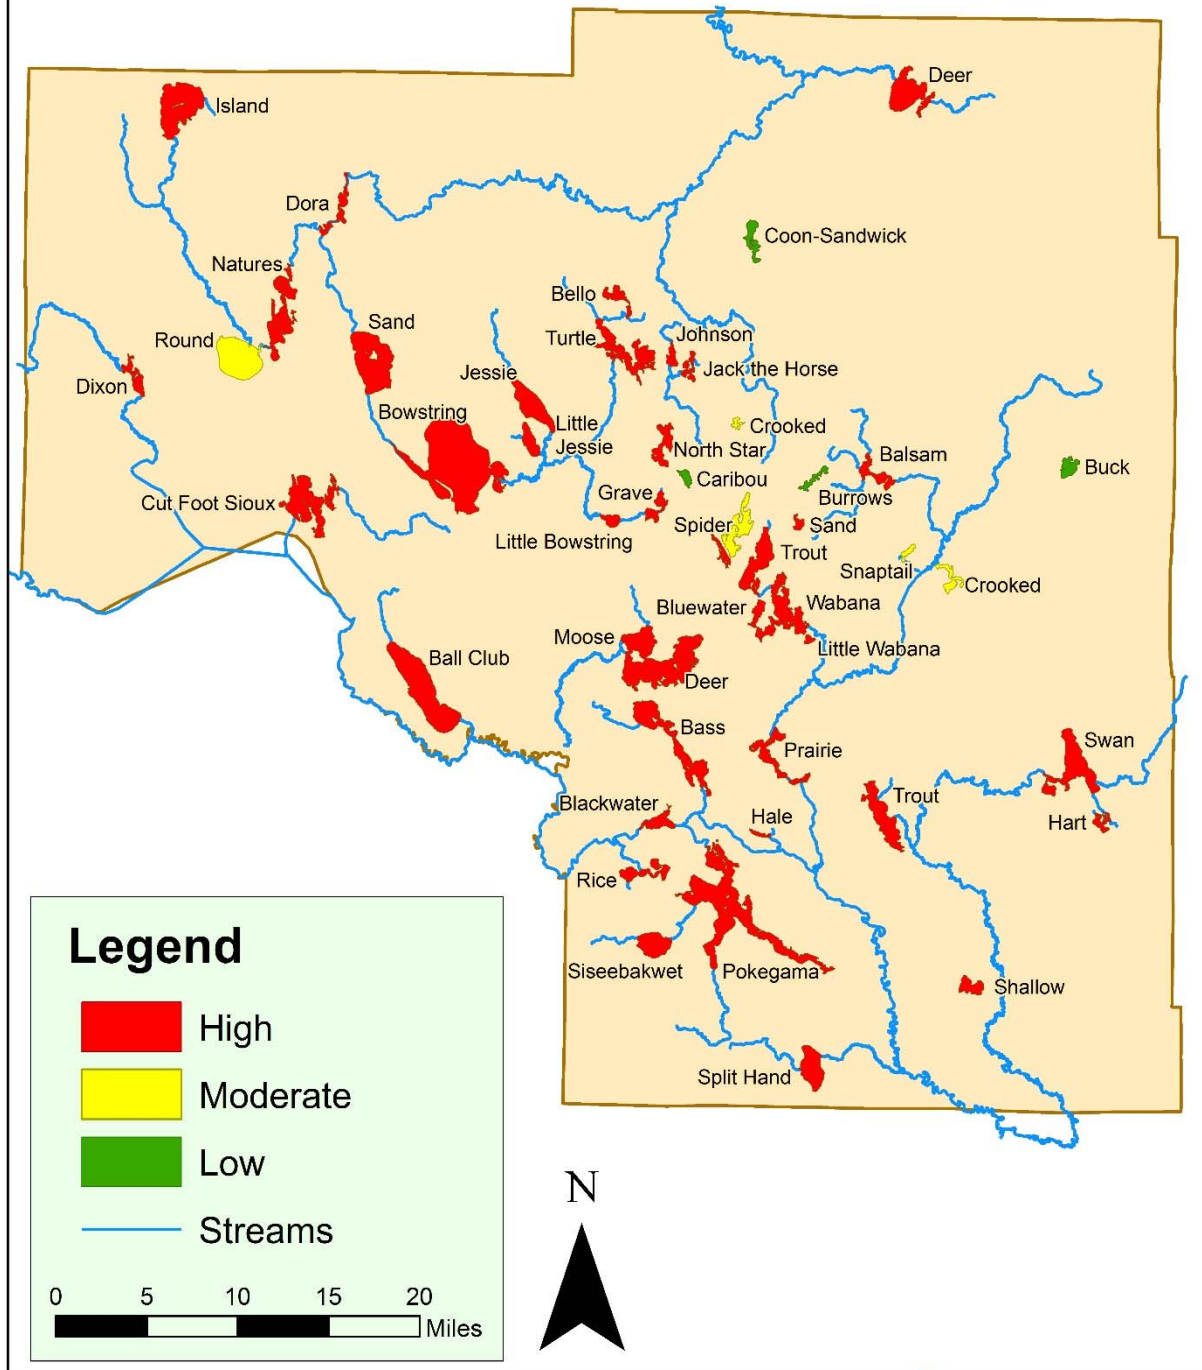 Deer
Island
Dora
Coon-Sandwick
Natures
Bello
Sand
Turtle
Johnson
Round
Jack the Horse
Jessie
Dixon
Bowstring
Little
Jessie
Crooked
North Star
Balsam
Buck
Caribou
Grave
Burrows
Cut Foot Sioux
Spider
Sand
Little Bowstring
Trout
Snaptail
Crooked
Bluewater
Wabana
Moose
Little Wabana
Ball Club
Deer
Bass
Prairie
Swan
Trout
Blackwater
Hale
Hart
Rice
Siseebakwet
Pokegama
Shallow
Split Hand
Legend
High
Moderate
Low
Streams
0 5 10 15 20
Miles
N